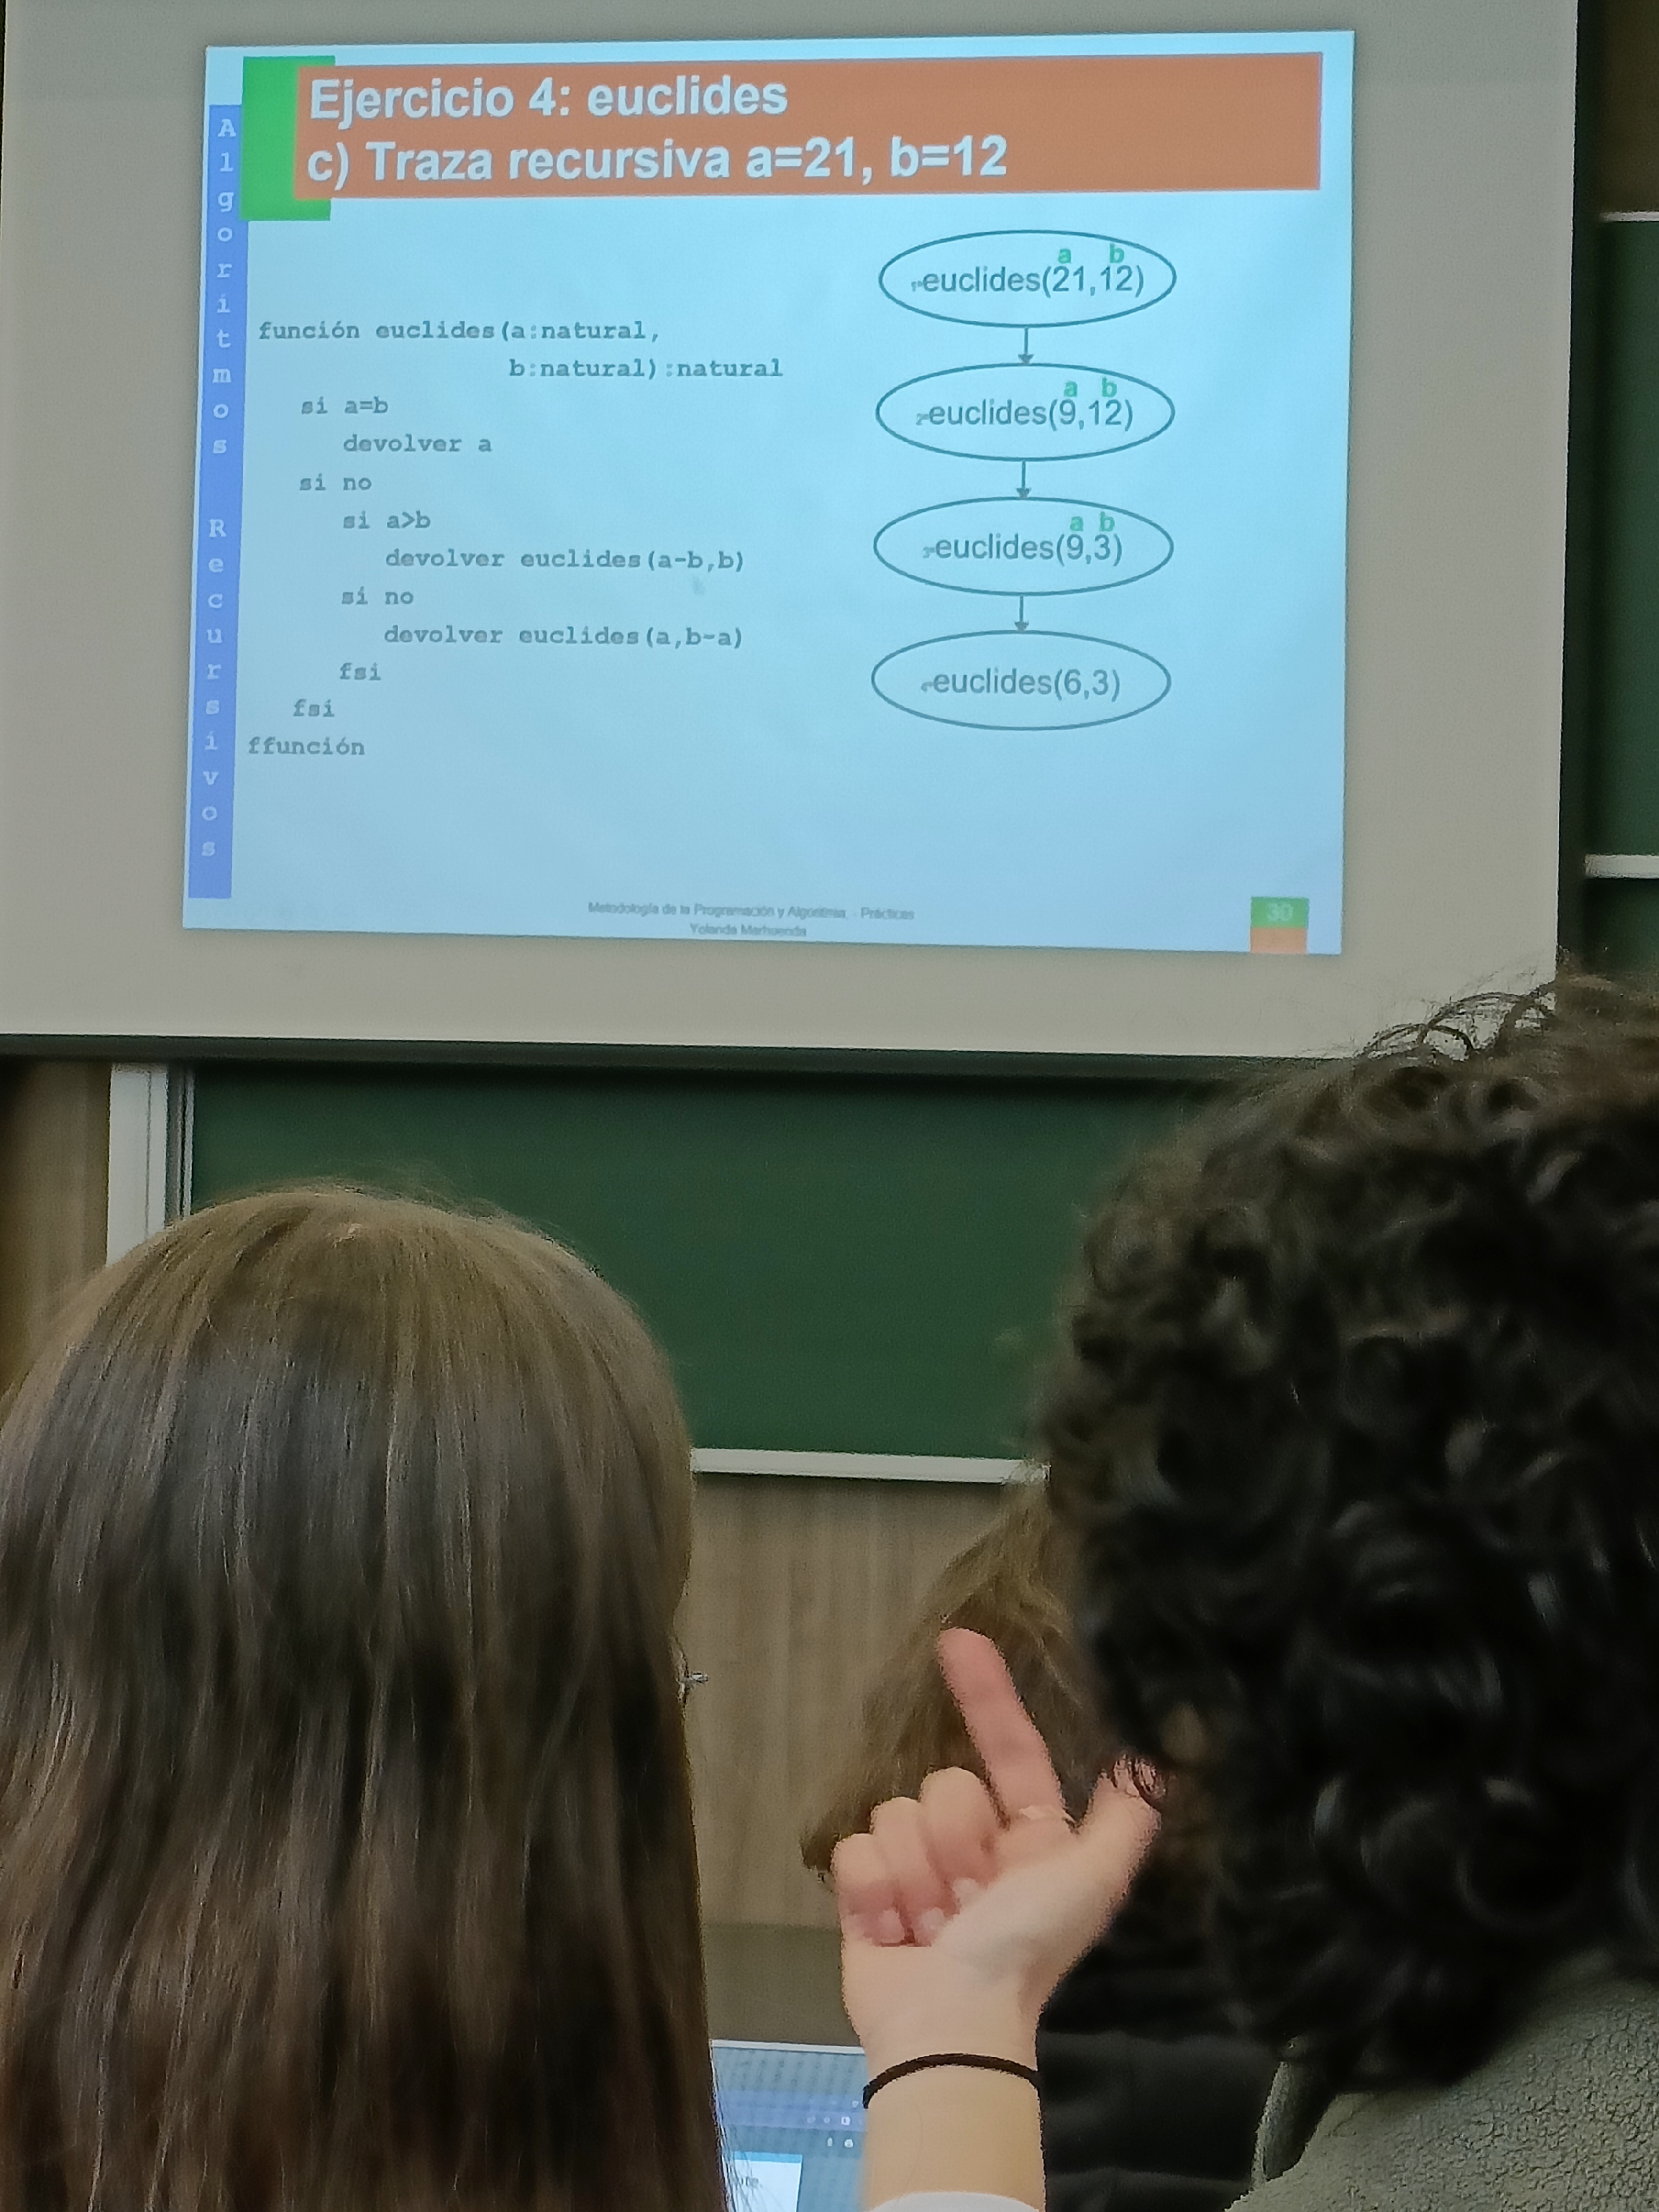 Ejercicio 4: euclides
c) Traza recursiva a=21, b=12
Algoritmos Recursivos
función euclides(a:natural,
b:natural):natural
si a=b
devolver a
si no
si a>b
devolver euclides(a-b,b)
si no
devolver euclides(a,b-a)
fsi
fsi
ffunción
a b
euclides(21,12)
a b
euclides(9,12)
a b
euclides(9,3)
euclides(6,3)
Metodología de la Programación y Algoritmia - Prácticas
Yolanda Marhuenda
30